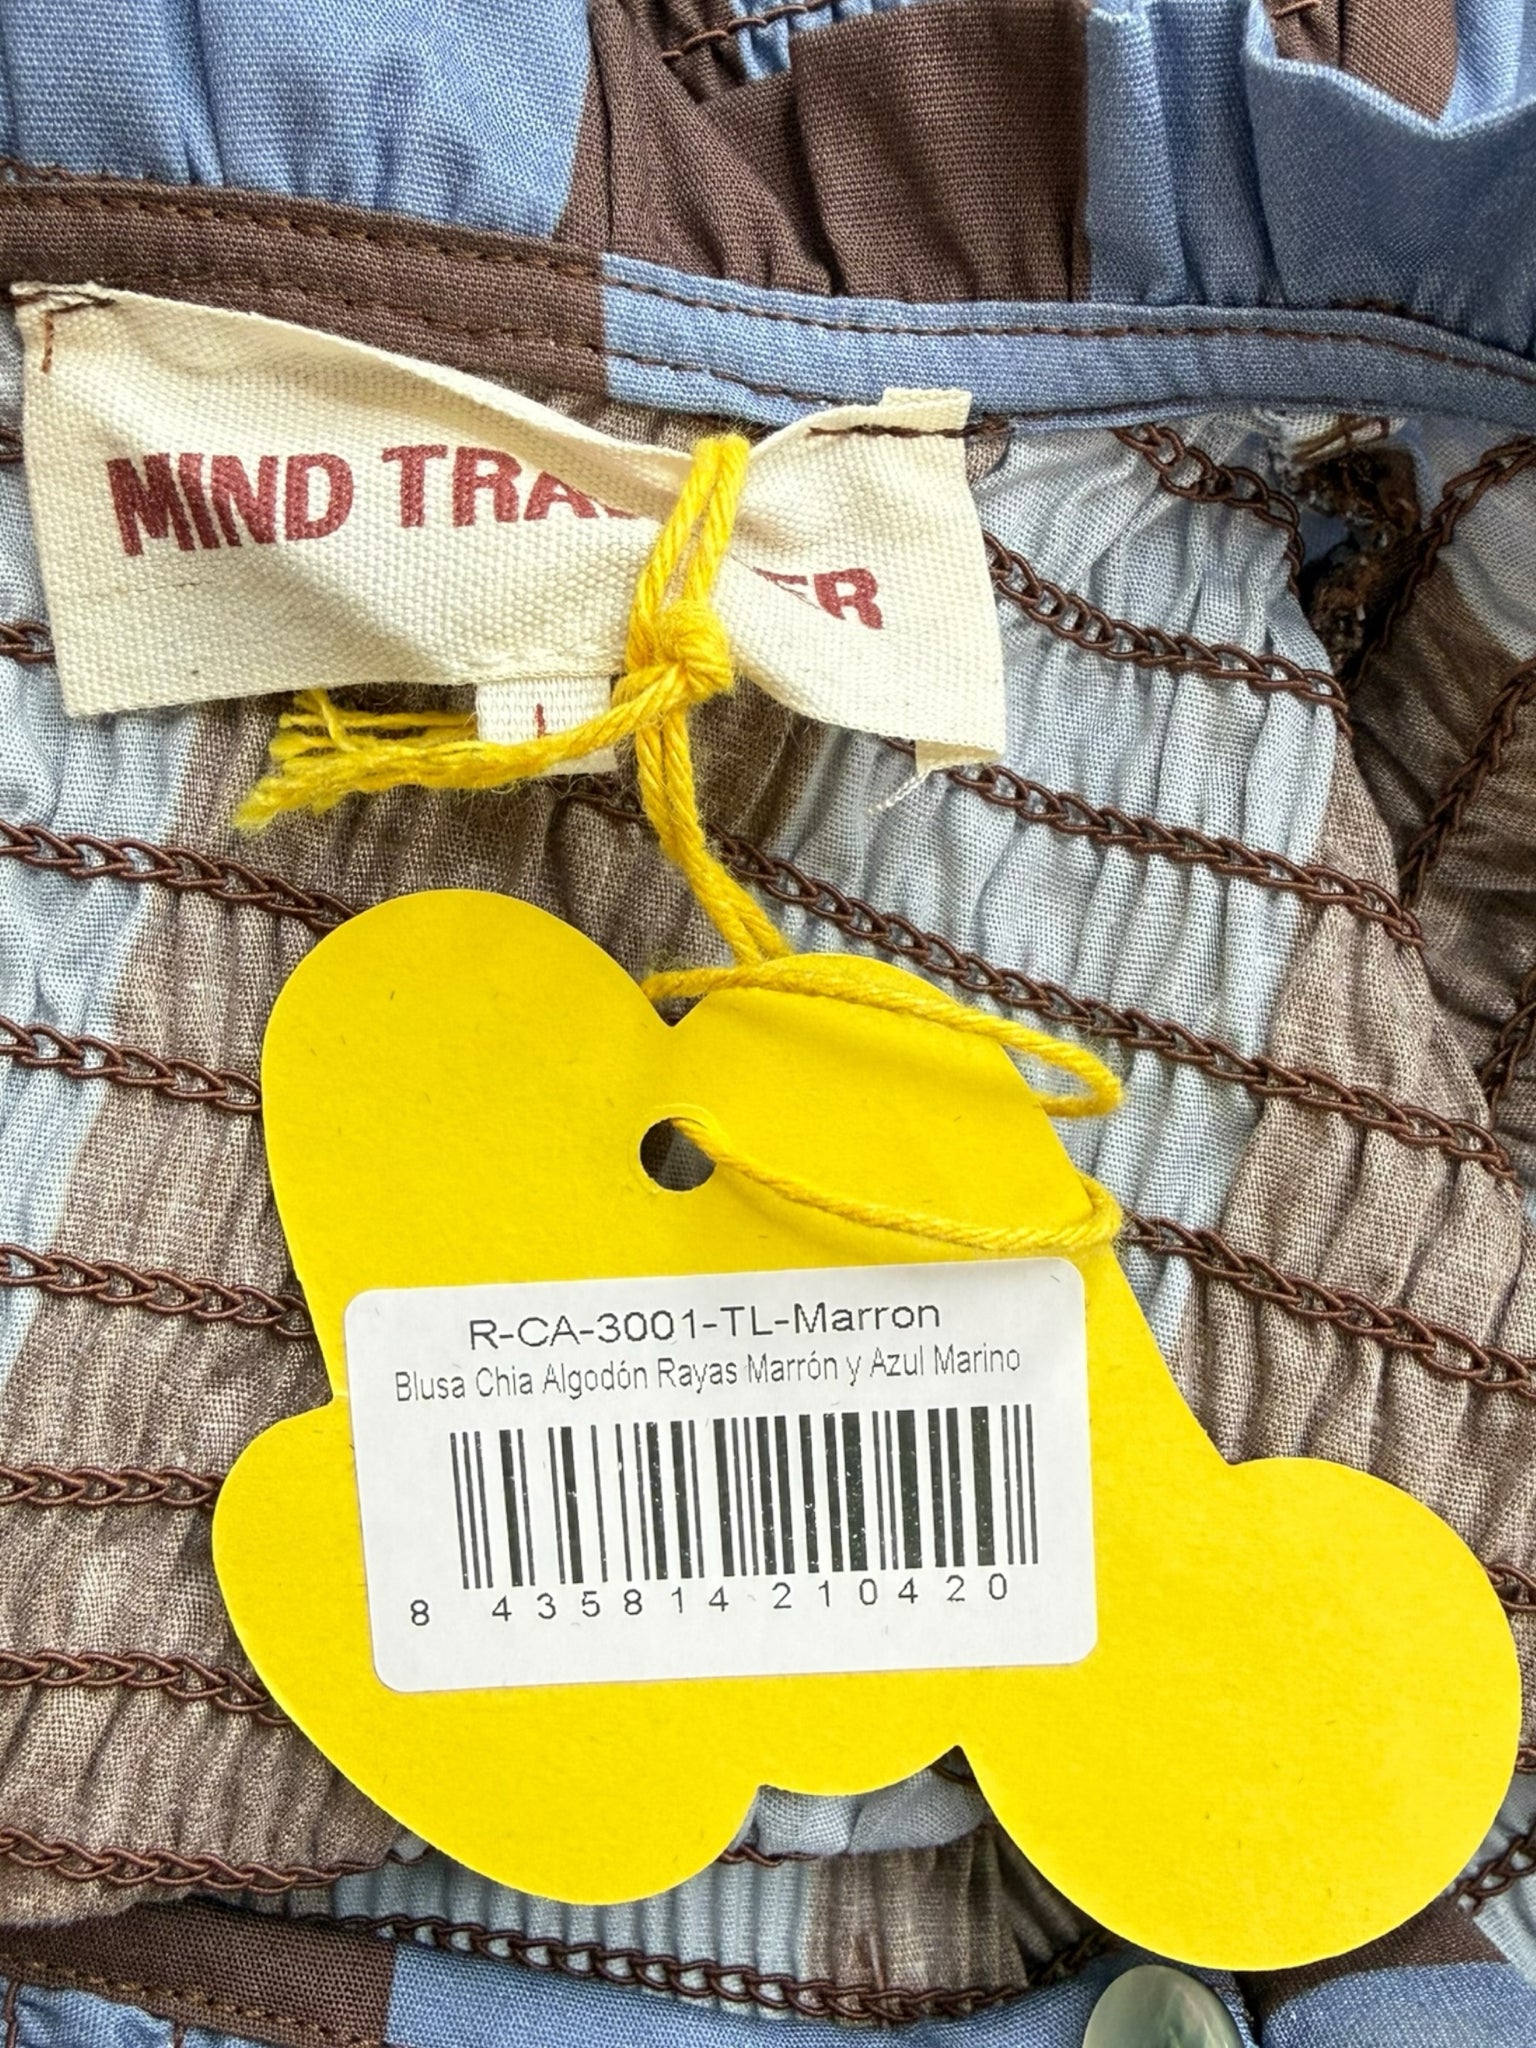 MIND TRA
ER
L
R-CA-3001-TL-Marron
Blusa Chia Algodón Rayas Marrón y Azul Marino
8 435814 210420